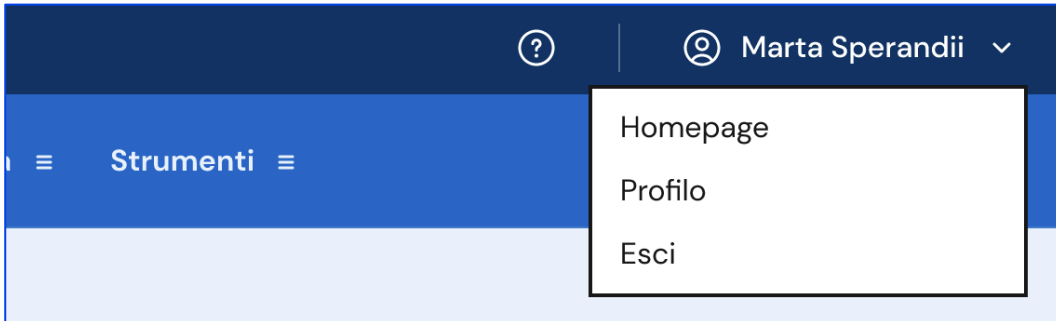 Marta Sperandii
Strumenti
Homepage
Profilo
Esci